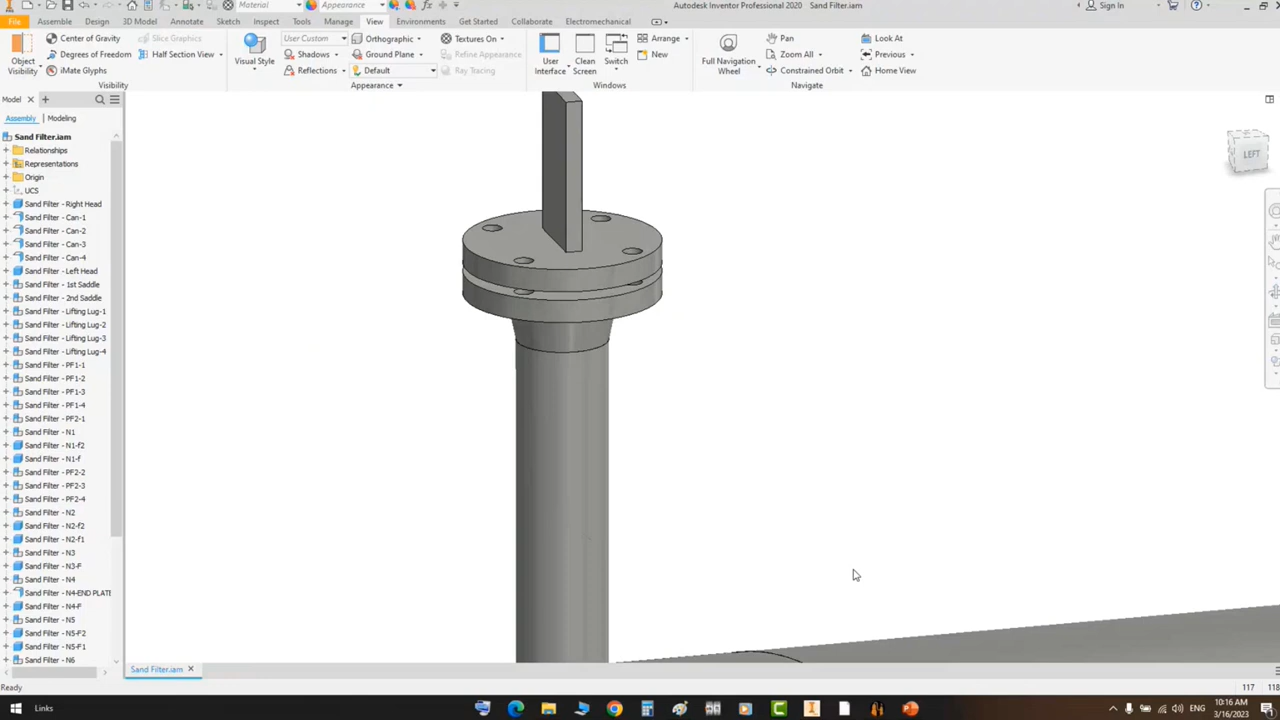 Material
Appearance
Autodesk Inventor Professional 2020 Sand Filter.iam
Sign In
File Assembly Design 3D Model Annotate Sketch Inspect Tools Manage View Environments Get Started Collaborate Electromechanical
Object Visibility
Center of Gravity
Degrees of Freedom
iMate Glyphs
Slice Graphics
Half Section View
Visibility
Visual Style
User Custom
Shadows
Reflections
Orthographic
Ground Plane
Default
Textures On
Refine Appearance
Ray Tracing
Appearance
User Interface
Clean Screen
Switch
Arrange
New
Windows
Full Navigation Wheel
Pan
Zoom All
Constrained Orbit
Look At
Previous
Home View
Navigate
Model
Assembly Modeling
Sand Filter.iam
Relationships
Representations
Origin
UCS
Sand Filter - Right Head
Sand Filter - Can-1
Sand Filter - Can-2
Sand Filter - Can-3
Sand Filter - Can-4
Sand Filter - Left Head
Sand Filter - 1st Saddle
Sand Filter - 2nd Saddle
Sand Filter - Lifting Lug-1
Sand Filter - Lifting Lug-2
Sand Filter - Lifting Lug-3
Sand Filter - Lifting Lug-4
Sand Filter - PF1-1
Sand Filter - PF1-2
Sand Filter - PF1-3
Sand Filter - PF1-4
Sand Filter - PF2-1
Sand Filter - N1
Sand Filter - N1-f2
Sand Filter - N1-f
Sand Filter - PF2-2
Sand Filter - PF2-3
Sand Filter - PF2-4
Sand Filter - N2
Sand Filter - N2-f2
Sand Filter - N2-f1
Sand Filter - N3
Sand Filter - N3-F
Sand Filter - N4
Sand Filter - N4-END PLATE
Sand Filter - N4-F
Sand Filter - N5
Sand Filter - N5-F2
Sand Filter - N5-F1
Sand Filter - N6
LEFT
Sand Filter.iam
Ready
117 118
Links
ENG
10:16 AM
3/16/2023